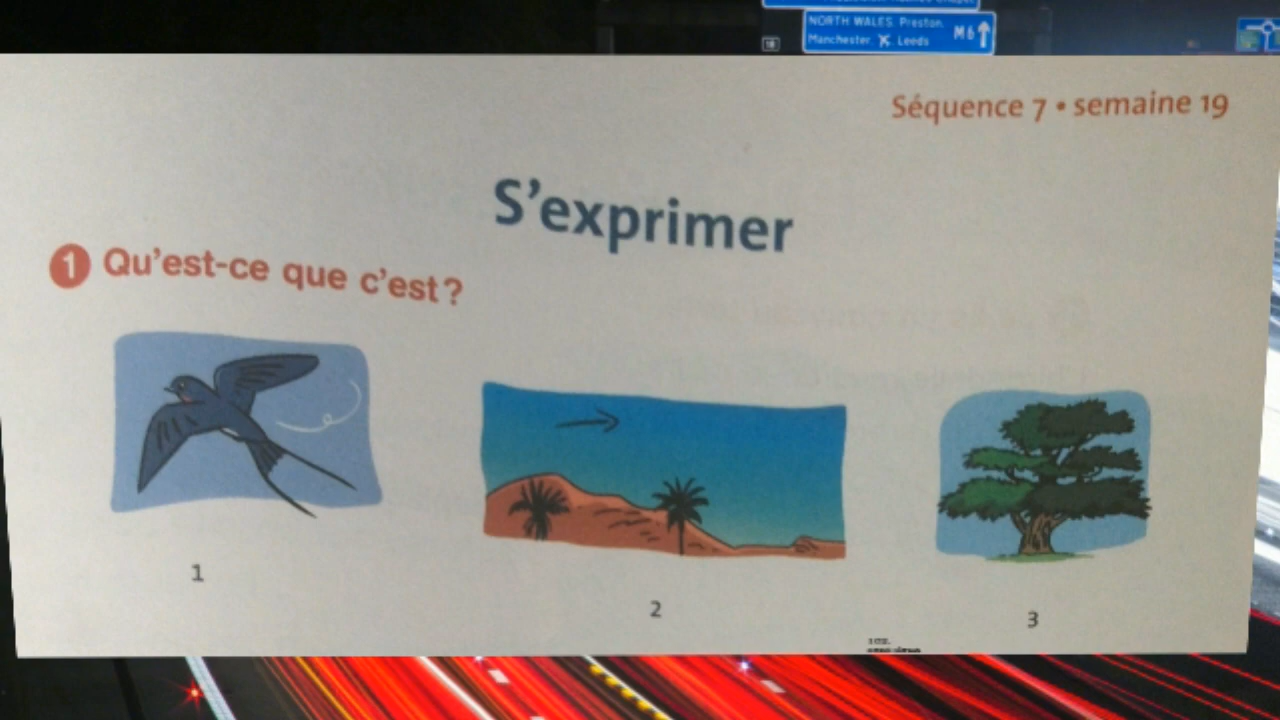 NORTH WALES Preston
Manchester Leeds
M6
Séquence 7 • semaine 19
S'exprimer
1 Qu'est-ce que c'est ?
1
2
3